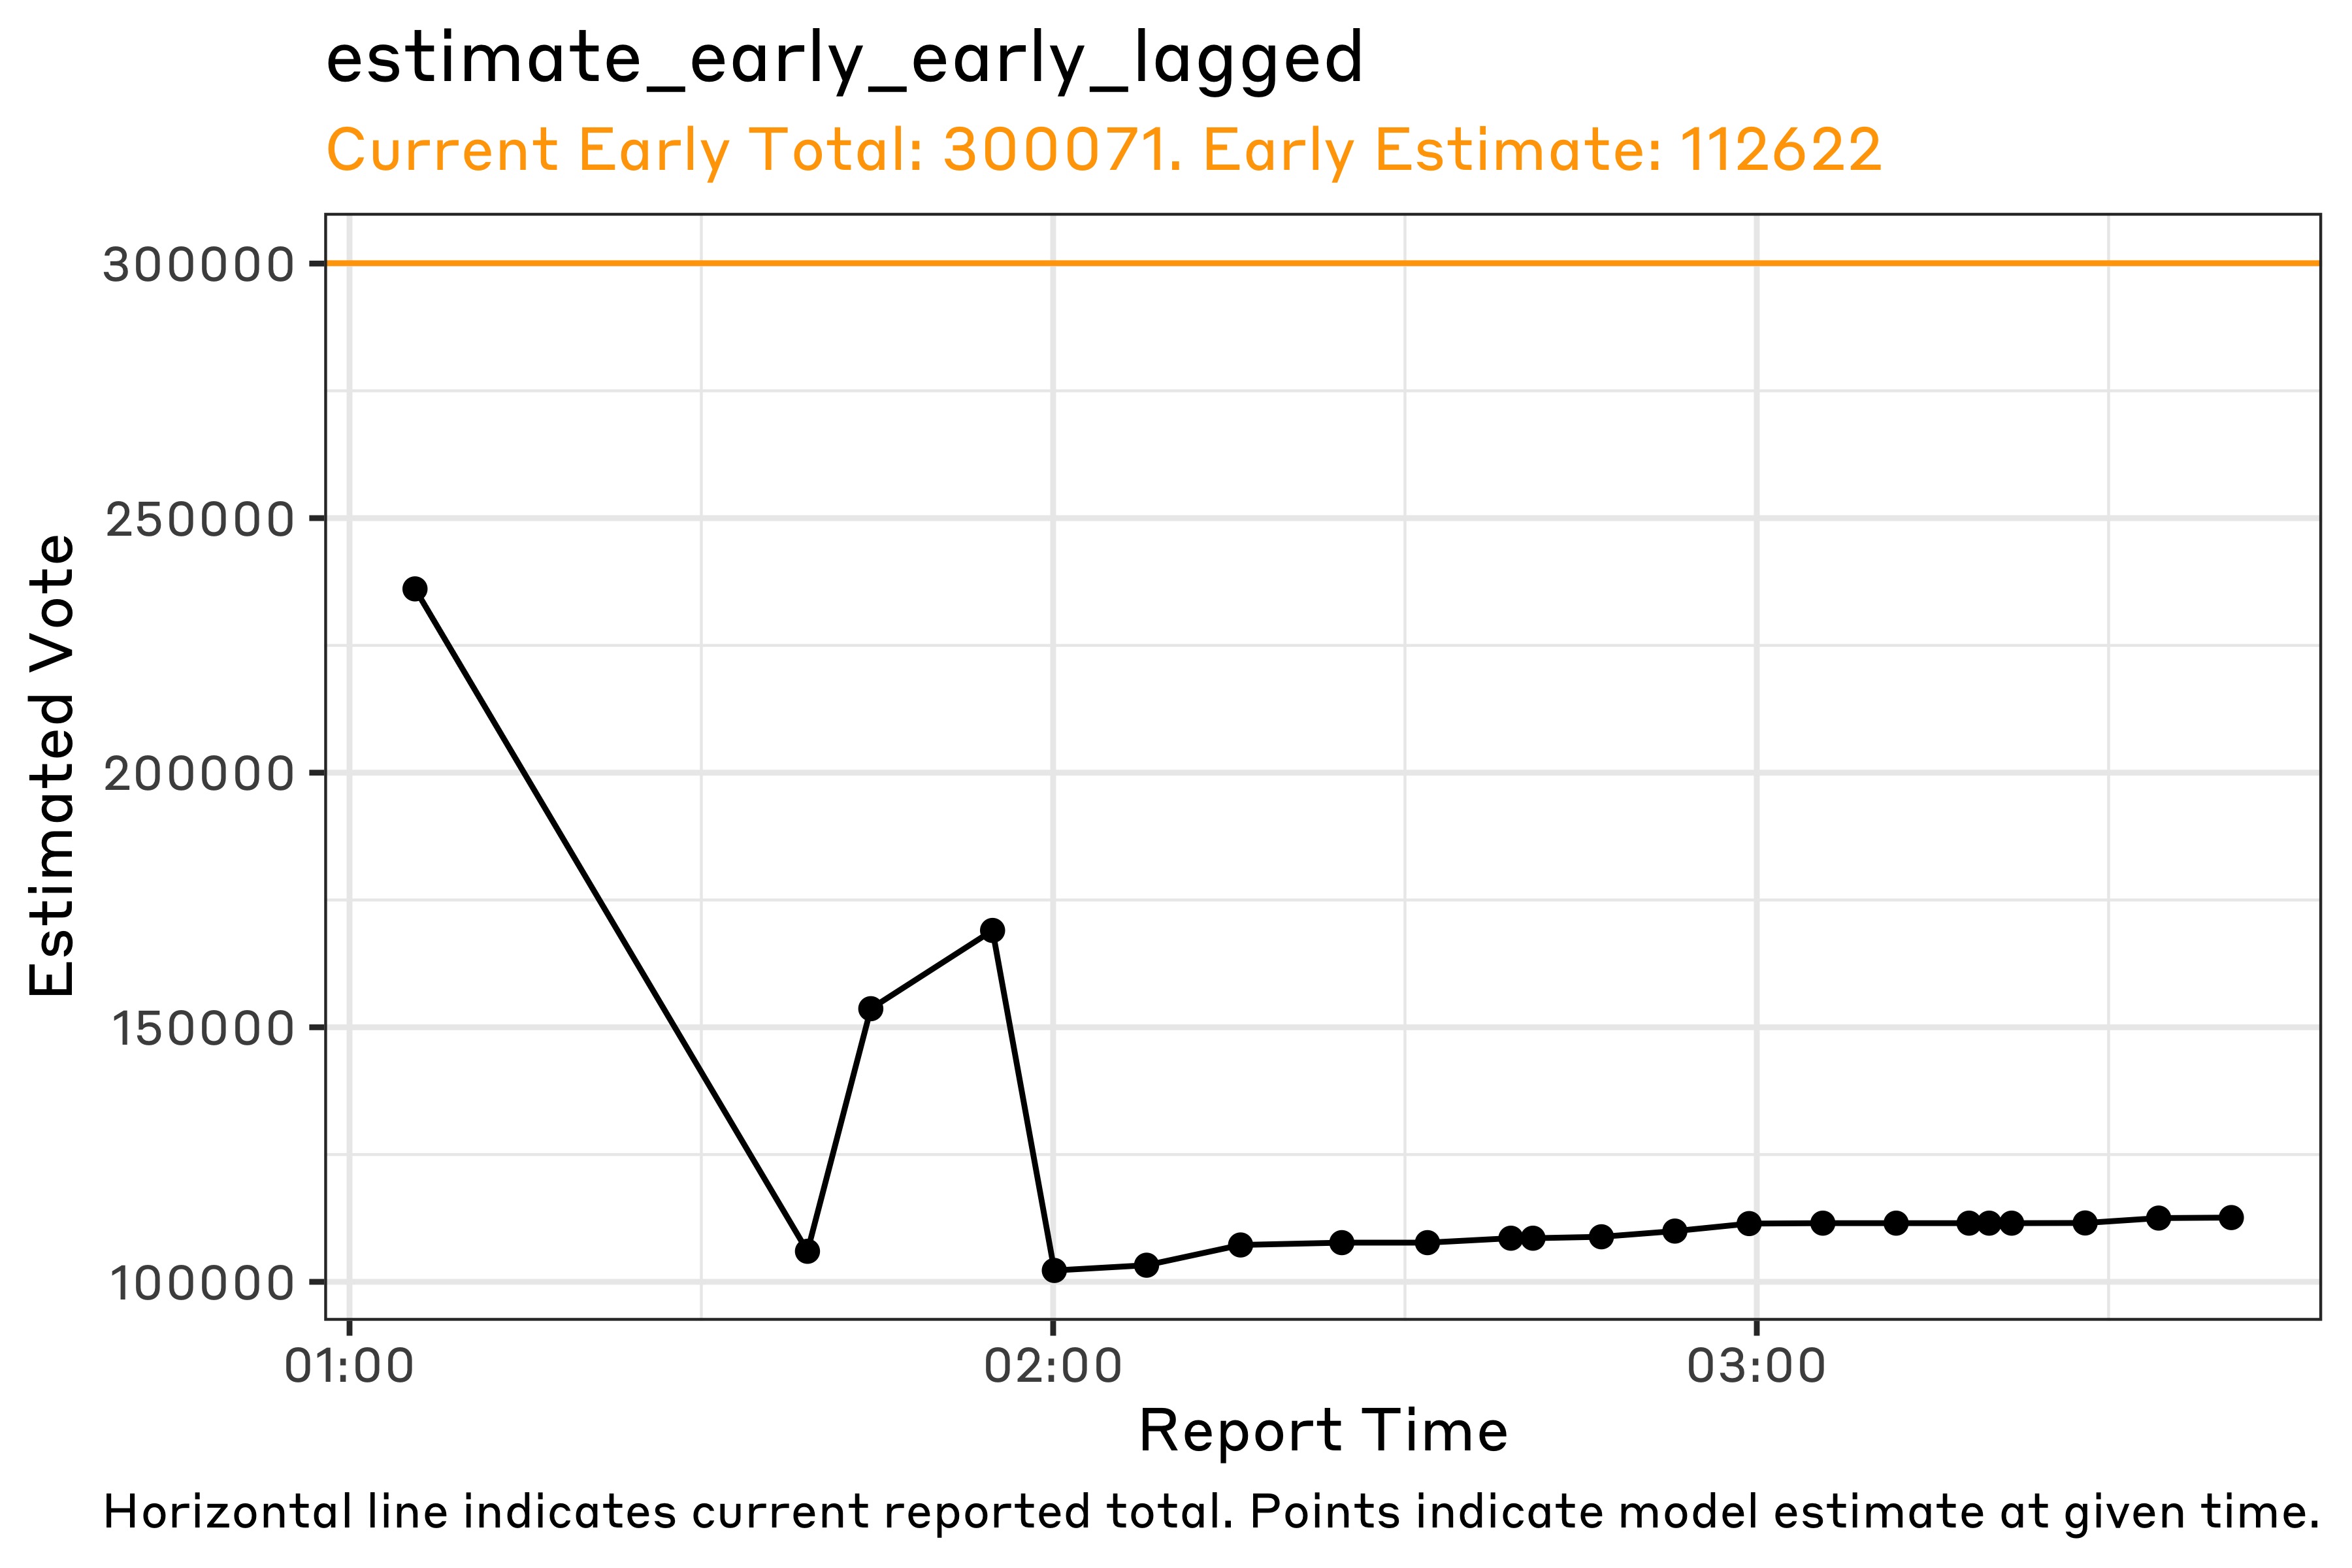 estimate_early_early_lagged
Current Early Total: 300071. Early Estimate: 112622
Estimated Vote
300000
250000
200000
150000
100000
01:00
02:00
03:00
Report Time
Horizontal line indicates current reported total. Points indicate model estimate at given time.